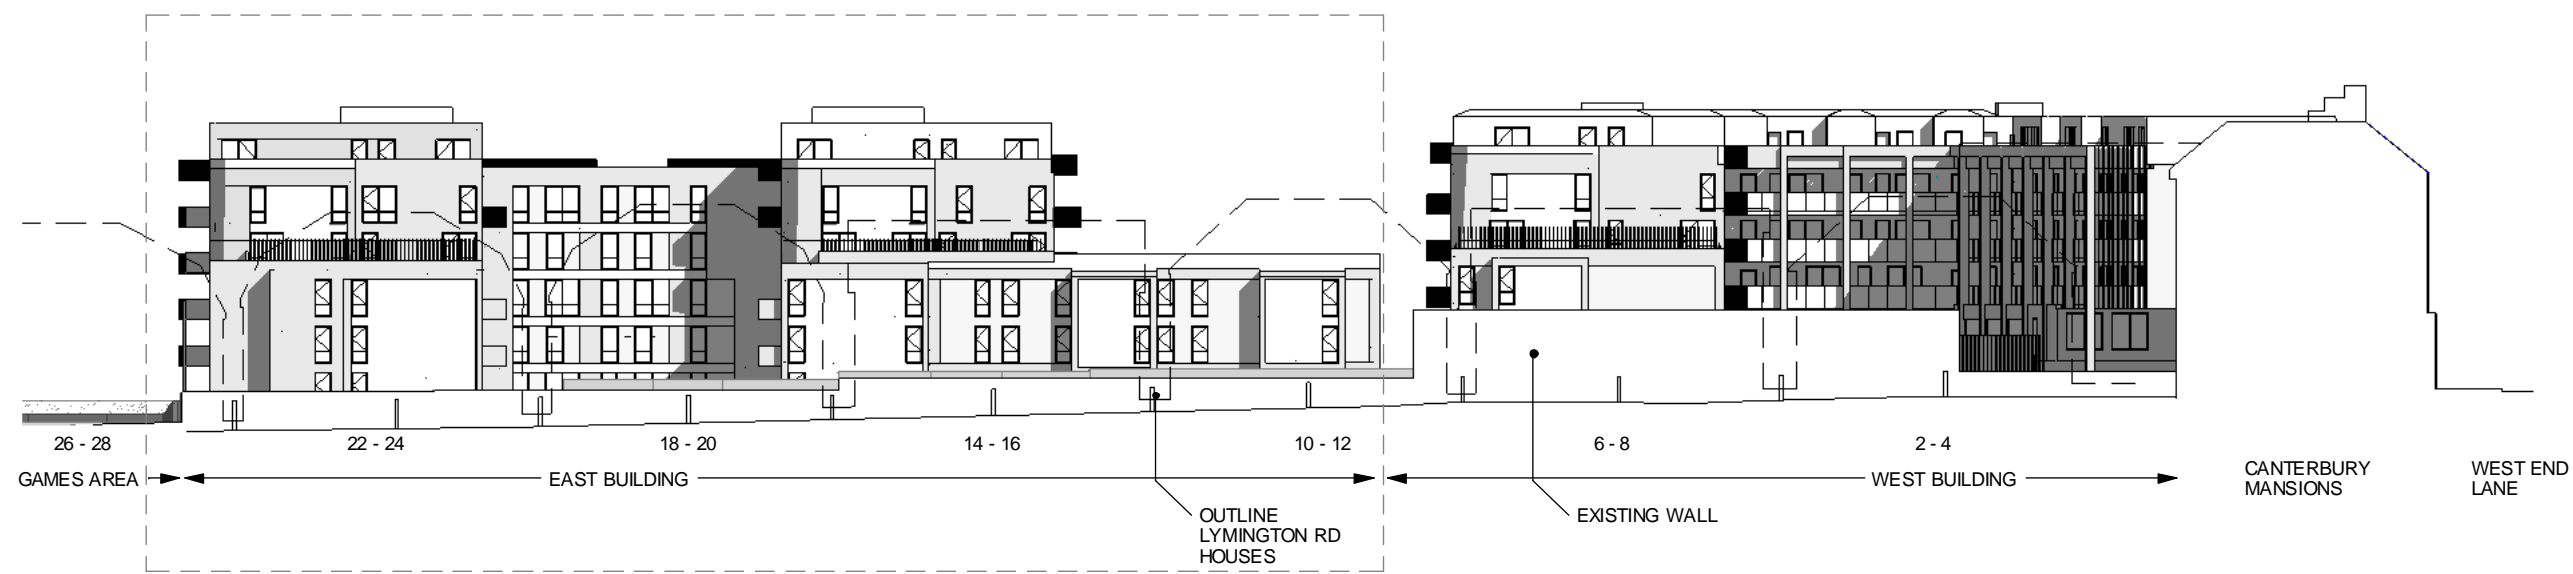 26 - 28
22 - 24
18 - 20
14 - 16
10 - 12
6 - 8
2 - 4
GAMES AREA
EAST BUILDING
WEST BUILDING
CANTERBURY
MANSIONS
WEST END
LANE
OUTLINE
LYMINGTON RD
HOUSES
EXISTING WALL